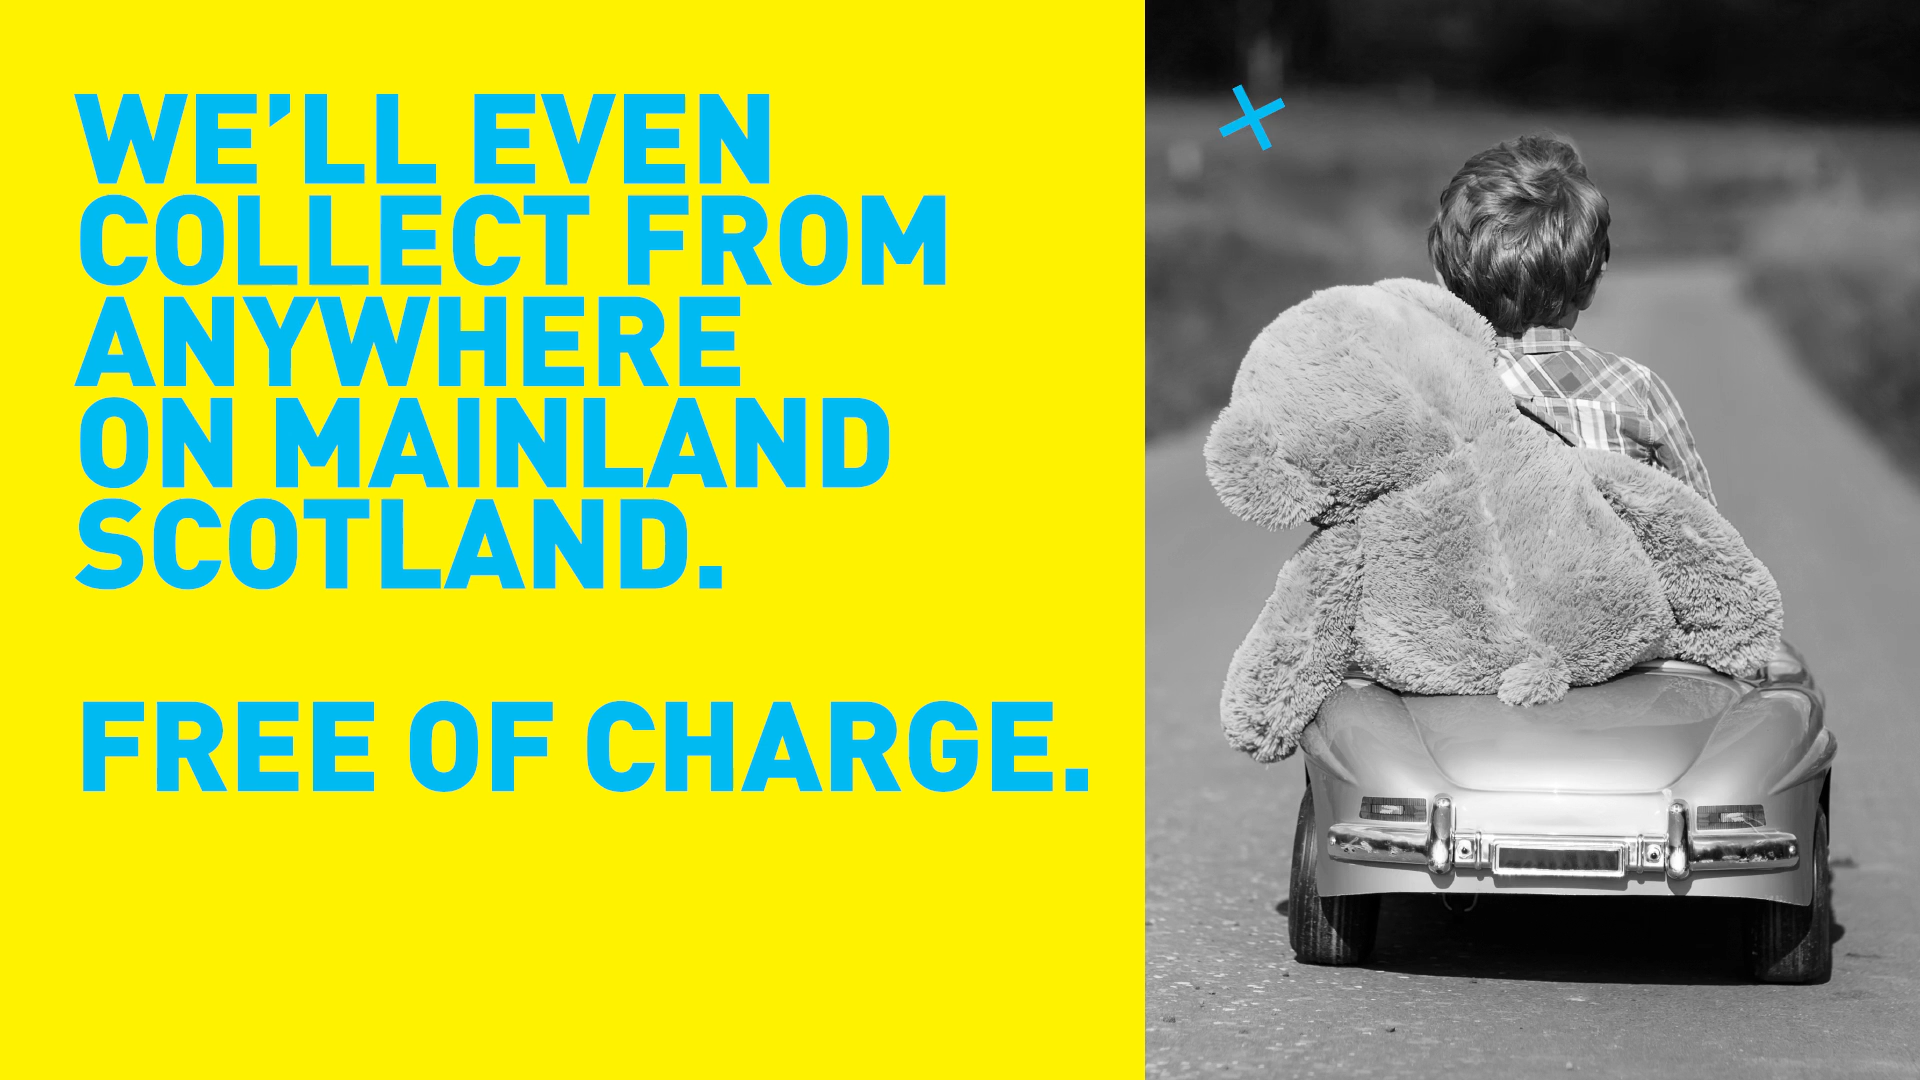 WE’LL EVEN
COLLECT FROM
ANYWHERE
ON MAINLAND
SCOTLAND.
FREE OF CHARGE.